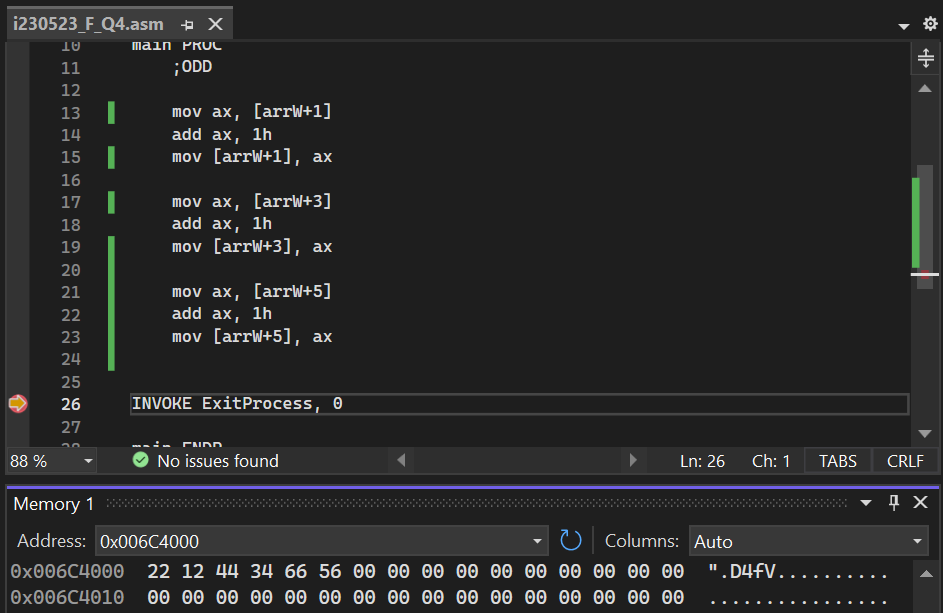 i230523_F_Q4.asm
10 main PROC
11 ;ODD
12
13 mov ax, [arrW+1]
14 add ax, 1h
15 mov [arrW+1], ax
16
17 mov ax, [arrW+3]
18 add ax, 1h
19 mov [arrW+3], ax
20
21 mov ax, [arrW+5]
22 add ax, 1h
23 mov [arrW+5], ax
24
25
26 INVOKE ExitProcess, 0
27
28 main ENDP
88 % No issues found Ln: 26 Ch: 1 TABS CRLF
Memory 1
Address: 0x006C4000 Columns: Auto
0x006C4000 22 12 44 34 66 56 00 00 00 00 00 00 00 00 00 00 ".D4fV..........
0x006C4010 00 00 00 00 00 00 00 00 00 00 00 00 00 00 00 00 ................